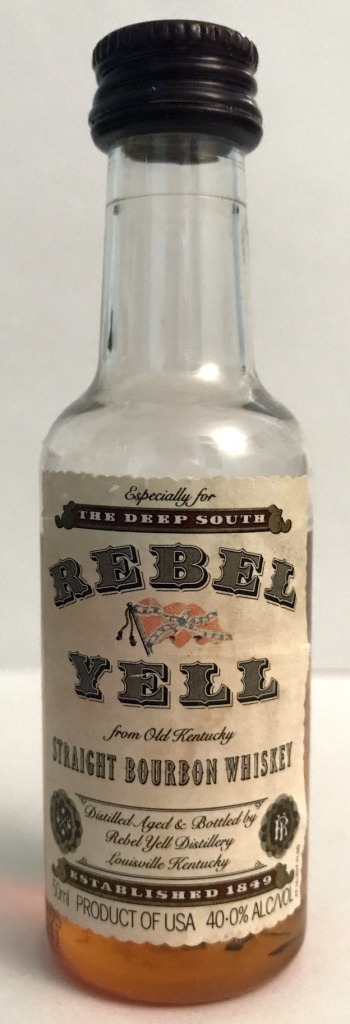 Especially for
THE DEEP SOUTH
REBEL
YELL
from Old Kentucky
STRAIGHT BOURBON WHISKEY
Distilled Aged & Bottled by
Rebel Yell Distillery
Louisville Kentucky
ESTABLISHED 1849
50ml PRODUCT OF USA 40·0% ALC/VOL